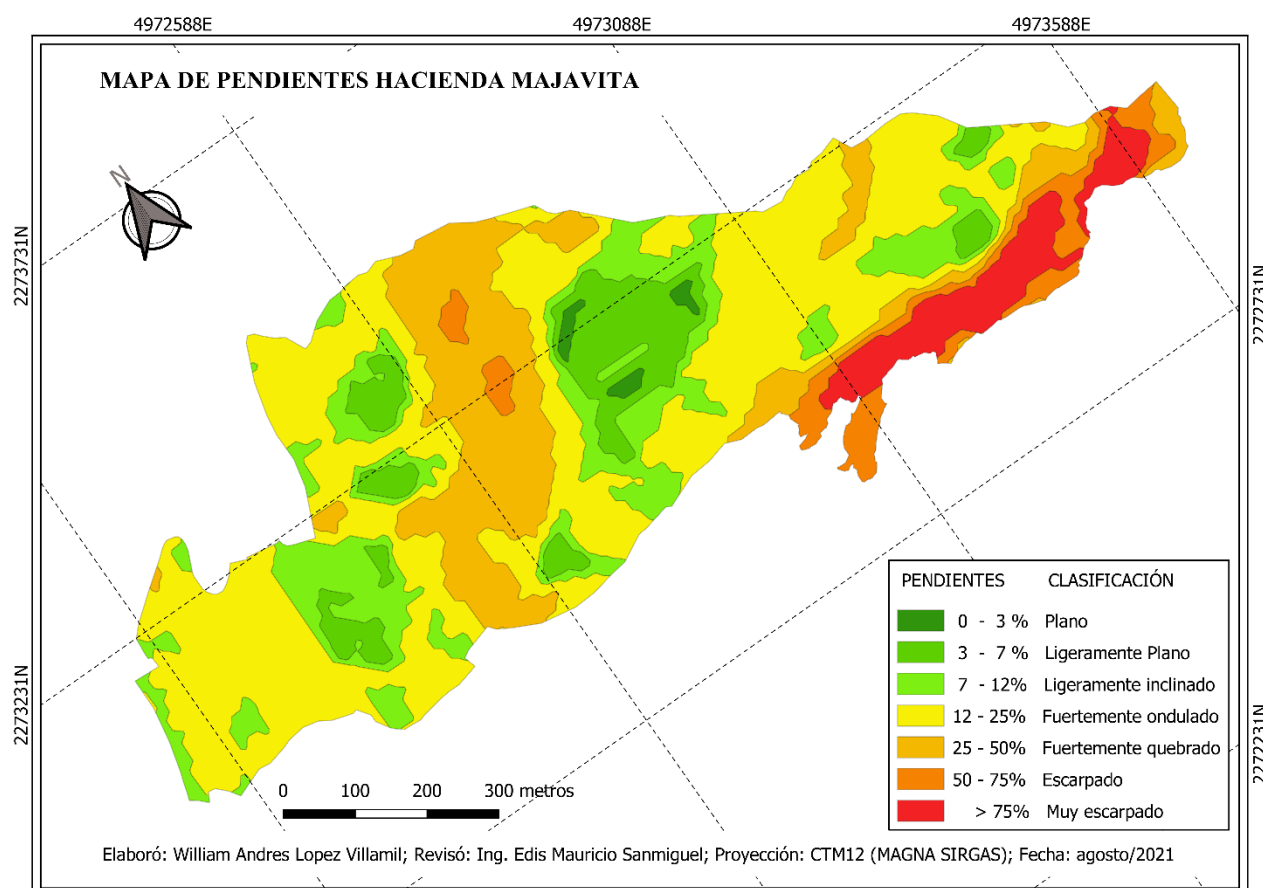 4972588E 4973088E 4973588E
MAPA DE PENDIENTES HACIENDA MAJAVITA
N
2273731N
2272731N
2273231N
2272231N
PENDIENTES CLASIFICACIÓN
0 - 3 % Plano
3 - 7 % Ligeramente Plano
7 - 12% Ligeramente inclinado
12 - 25% Fuertemente ondulado
25 - 50% Fuertemente quebrado
50 - 75% Escarpado
> 75% Muy escarpado
0 100 200 300 metros
Elaboró: William Andres Lopez Villamil; Revisó: Ing. Edis Mauricio Sanmiguel; Proyección: CTM12 (MAGNA SIRGAS); Fecha: agosto/2021